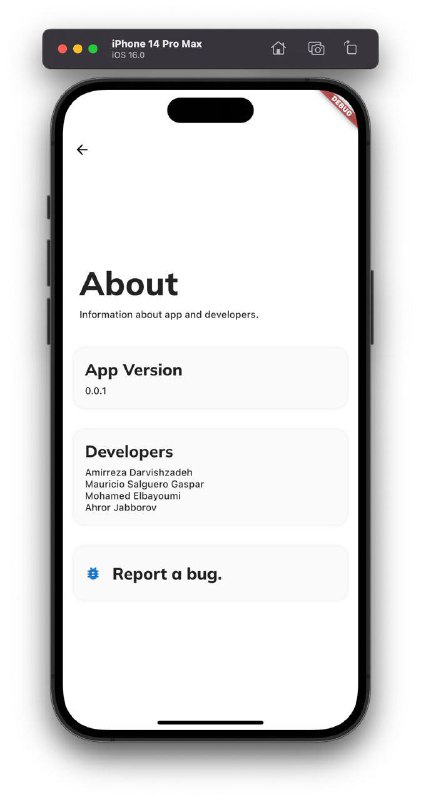 iPhone 14 Pro Max
iOS 16.0
DEBUG
About
Information about app and developers.
App Version
0.0.1
Developers
Amirreza Darvishzadeh
Mauricio Salguero Gaspar
Mohamed Elbayoumi
Ahror Jabborov
Report a bug.